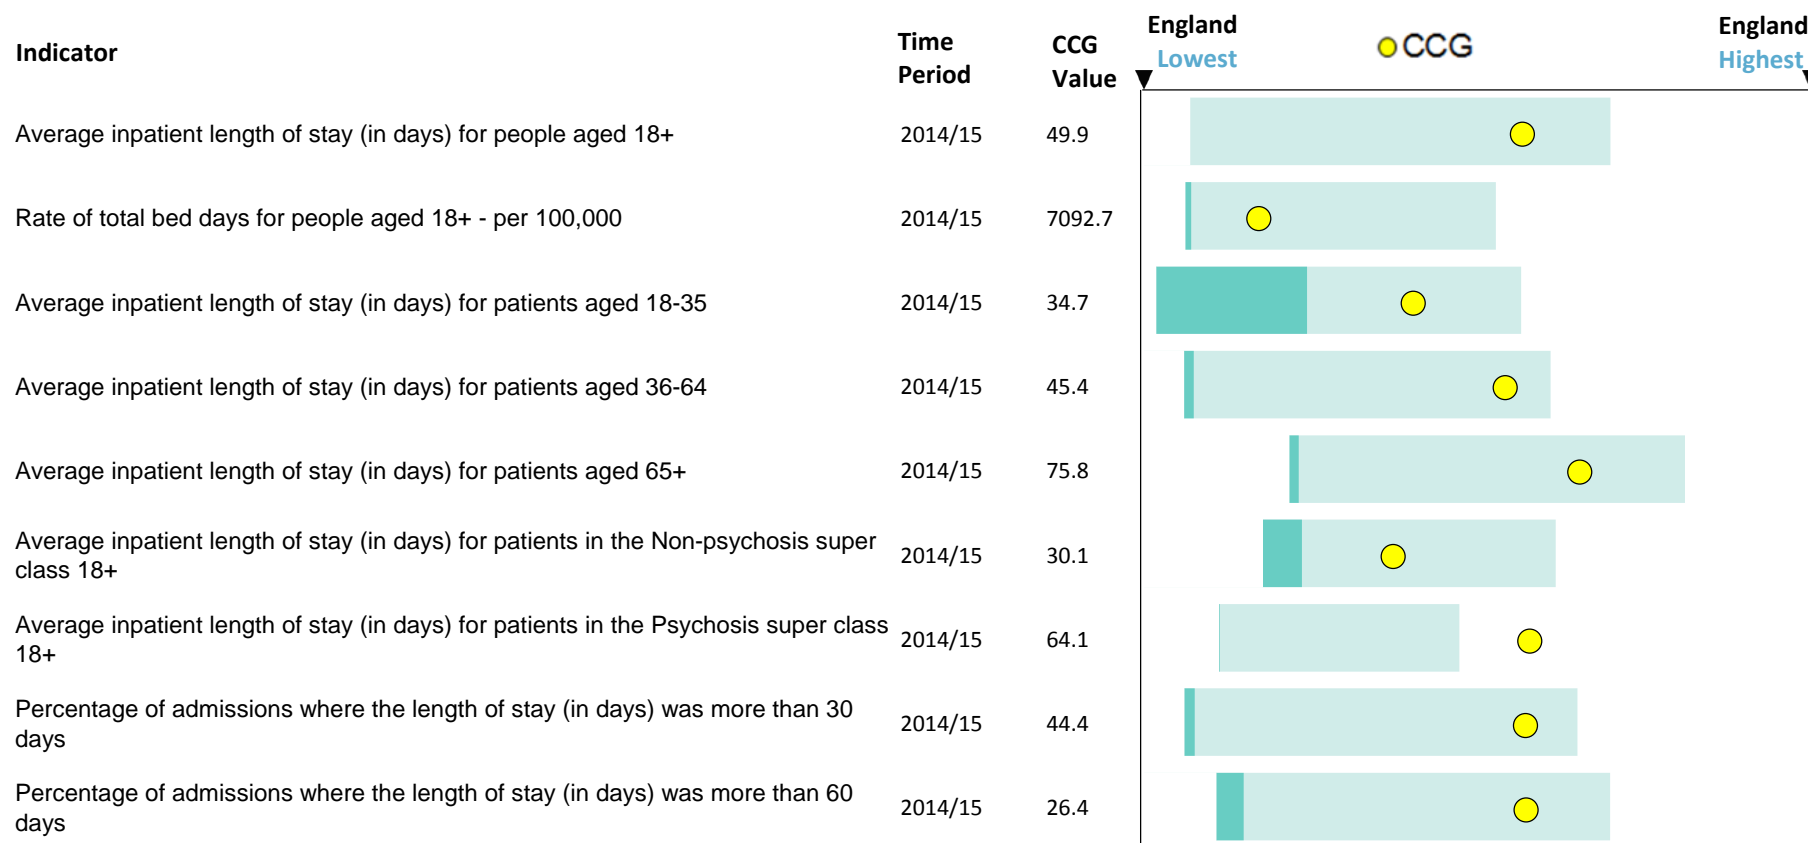 Indicator
Time Period
CCG Value
England Lowest
CCG
England Highest
Average inpatient length of stay (in days) for people aged 18+ 2014/15 49.9
Rate of total bed days for people aged 18+ - per 100,000 2014/15 7092.7
Average inpatient length of stay (in days) for patients aged 18-35 2014/15 34.7
Average inpatient length of stay (in days) for patients aged 36-64 2014/15 45.4
Average inpatient length of stay (in days) for patients aged 65+ 2014/15 75.8
Average inpatient length of stay (in days) for patients in the Non-psychosis super
class 18+ 2014/15 30.1
Average inpatient length of stay (in days) for patients in the Psychosis super class
18+ 2014/15 64.1
Percentage of admissions where the length of stay (in days) was more than 30
days 2014/15 44.4
Percentage of admissions where the length of stay (in days) was more than 60
days 2014/15 26.4